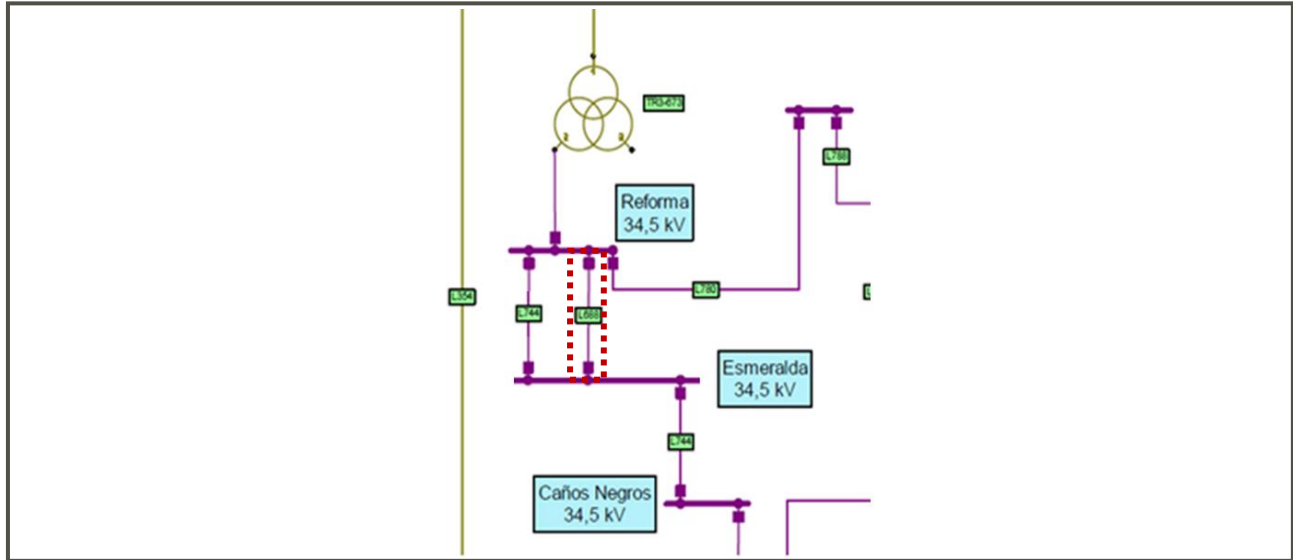 TR3-673
L788
Reforma
34,5 kV
L354
L780
L744
L688
Esmeralda
34,5 kV
L744
Caños Negros
34,5 kV